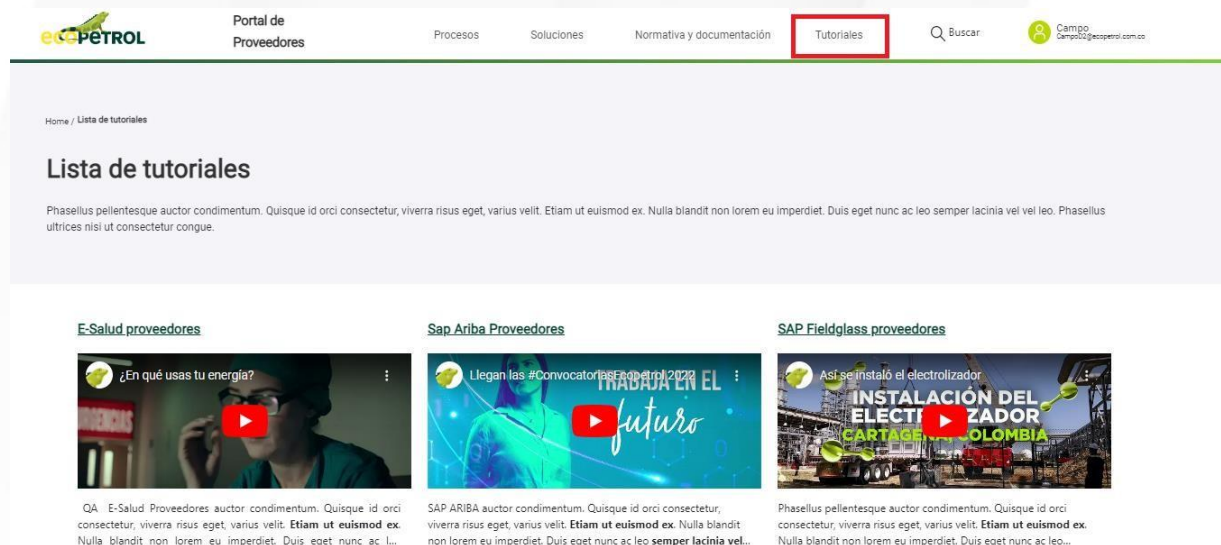 ecoPETROL
Portal de
Proveedores
Procesos
Soluciones
Normativa y documentación
Tutoriales
Buscar
Campo
Campo02@ecopetrol.com.co
Home / Lista de tutoriales
Lista de tutoriales
Phasellus pellentesque auctor condimentum. Quisque id orci consectetur, viverra risus eget, varius velit. Etiam ut euismod ex. Nulla blandit non lorem eu imperdiet. Duis eget nunc ac leo semper lacinia vel vel leo. Phasellus
ultrices nisi ut consectetur congue.
E-Salud proveedores
¿En qué usas tu energía?
URGENCIAS
QA E-Salud Proveedores auctor condimentum. Quisque id orci
consectetur, viverra risus eget, varius velit. Etiam ut euismod ex.
Nulla blandit non lorem eu imperdiet. Duis eget nunc ac l...
Sap Ariba Proveedores
Llegan las #ConvocatoriasEcopetrol2022
TRABAJA EN EL
futuro
SAP ARIBA auctor condimentum. Quisque id orci consectetur,
viverra risus eget, varius velit. Etiam ut euismod ex. Nulla blandit
non lorem eu imperdiet. Duis eget nunc ac leo semper lacinia vel...
SAP Fieldglass proveedores
Así se instaló el electrolizador
INSTALACIÓN DEL
ELECTROLIZADOR
CARTAGENA, COLOMBIA
Phasellus pellentesque auctor condimentum. Quisque id orci
consectetur, viverra risus eget, varius velit. Etiam ut euismod ex.
Nulla blandit non lorem eu imperdiet. Duis eget nunc ac leo...